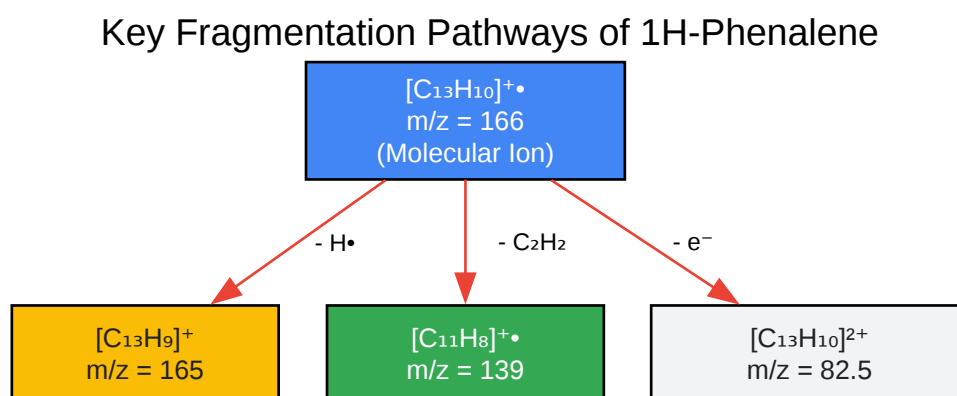 Key Fragmentation Pathways of 1H-Phenalene
[C₁₃H₁₀]⁺•
m/z = 166
(Molecular Ion)
- H•
- C₂H₂
- e⁻
[C₁₃H₉]⁺
m/z = 165
[C₁₁H₈]⁺•
m/z = 139
[C₁₃H₁₀]²⁺
m/z = 82.5